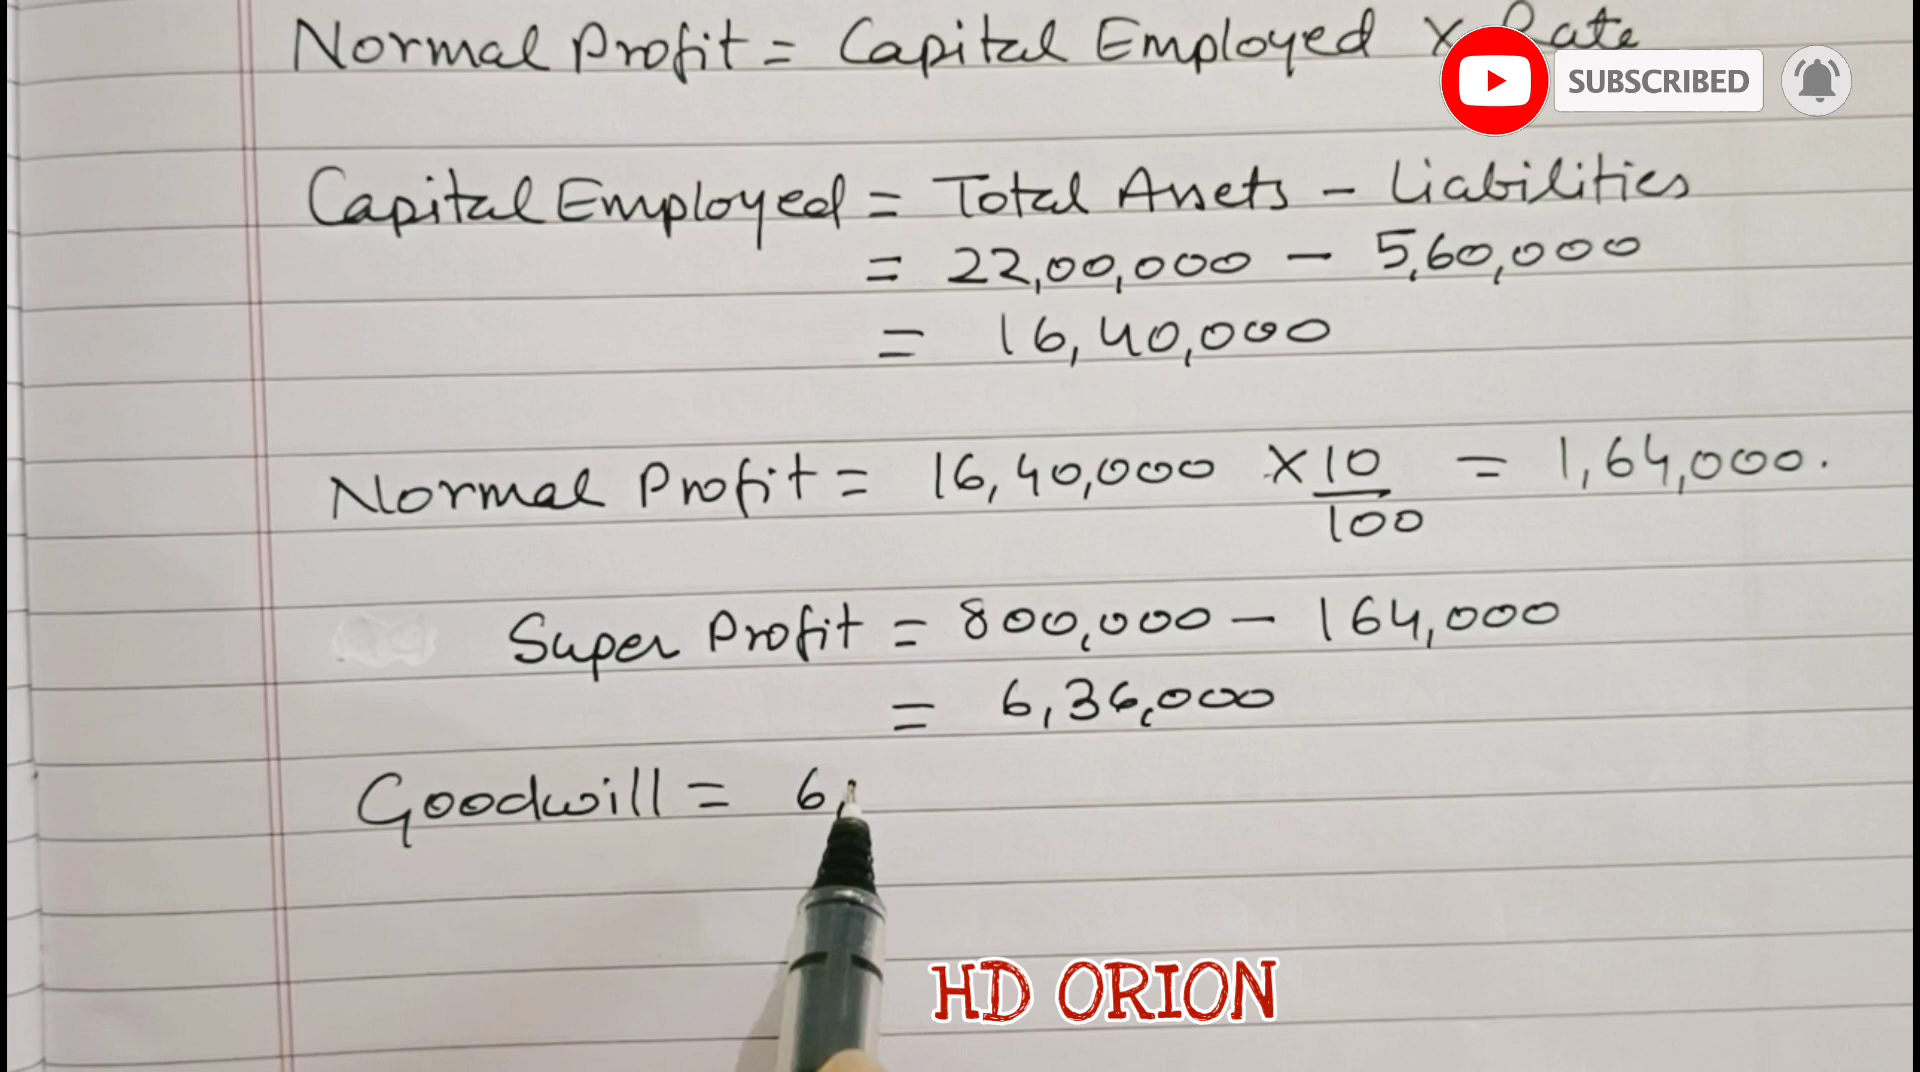 Normal Profit = Capital Employed X Rate
SUBSCRIBED
Capital Employed = Total Assets - Liabilities
= 22,00,000 - 5,60,000
= 16,40,000
Normal Profit = 16,40,000 X 10 = 1,64,000.
100
Super Profit = 800,000 - 164,000
= 6,36,000
Goodwill = 6,
HD ORION